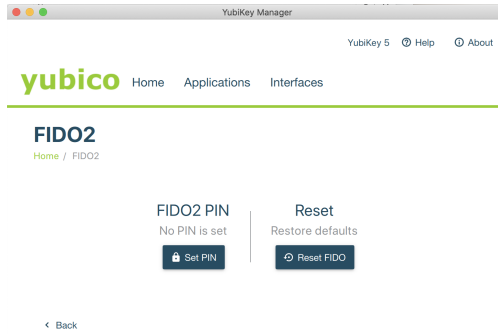 YubiKey Manager
YubiKey 5 Help About
yubico Home Applications Interfaces
FIDO2
Home / FIDO2
FIDO2 PIN Reset
No PIN is set Restore defaults
Set PIN Reset FIDO
< Back